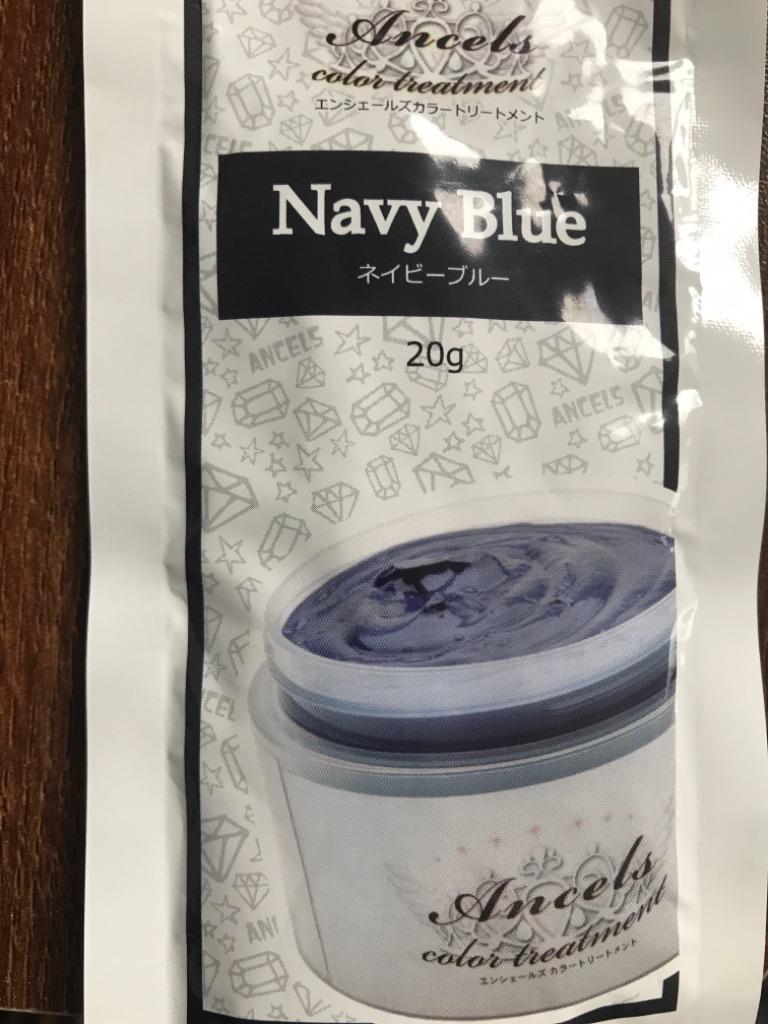 Ancels
color treatment
エンシェールズカラートリートメント
ANCELS
Navy Blue
ネイビーブルー
20g
ANCELS
ANCELS
Ancels
color treatment
エンシェールズ カラートリートメント